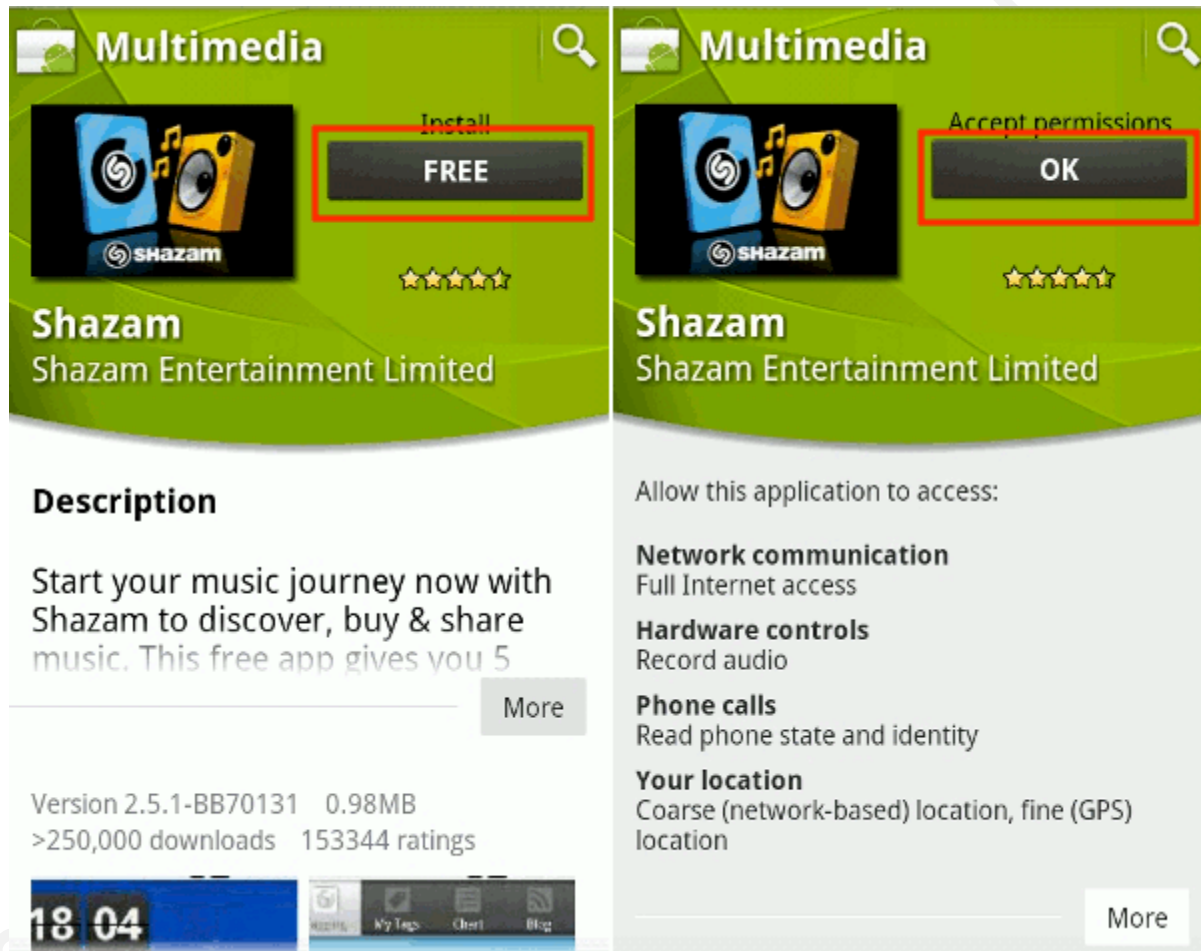 Multimedia
Install
FREE
SHAZAM
Shazam
Shazam Entertainment Limited
Description
Start your music journey now with
Shazam to discover, buy & share
music. This free app gives you 5
More
Version 2.5.1-BB70131 0.98MB
>250,000 downloads 153344 ratings
18 04
My Tags Chart Blog
Multimedia
Accept permissions
OK
SHAZAM
Shazam
Shazam Entertainment Limited
Allow this application to access:
Network communication
Full Internet access
Hardware controls
Record audio
Phone calls
Read phone state and identity
Your location
Coarse (network-based) location, fine (GPS)
location
More